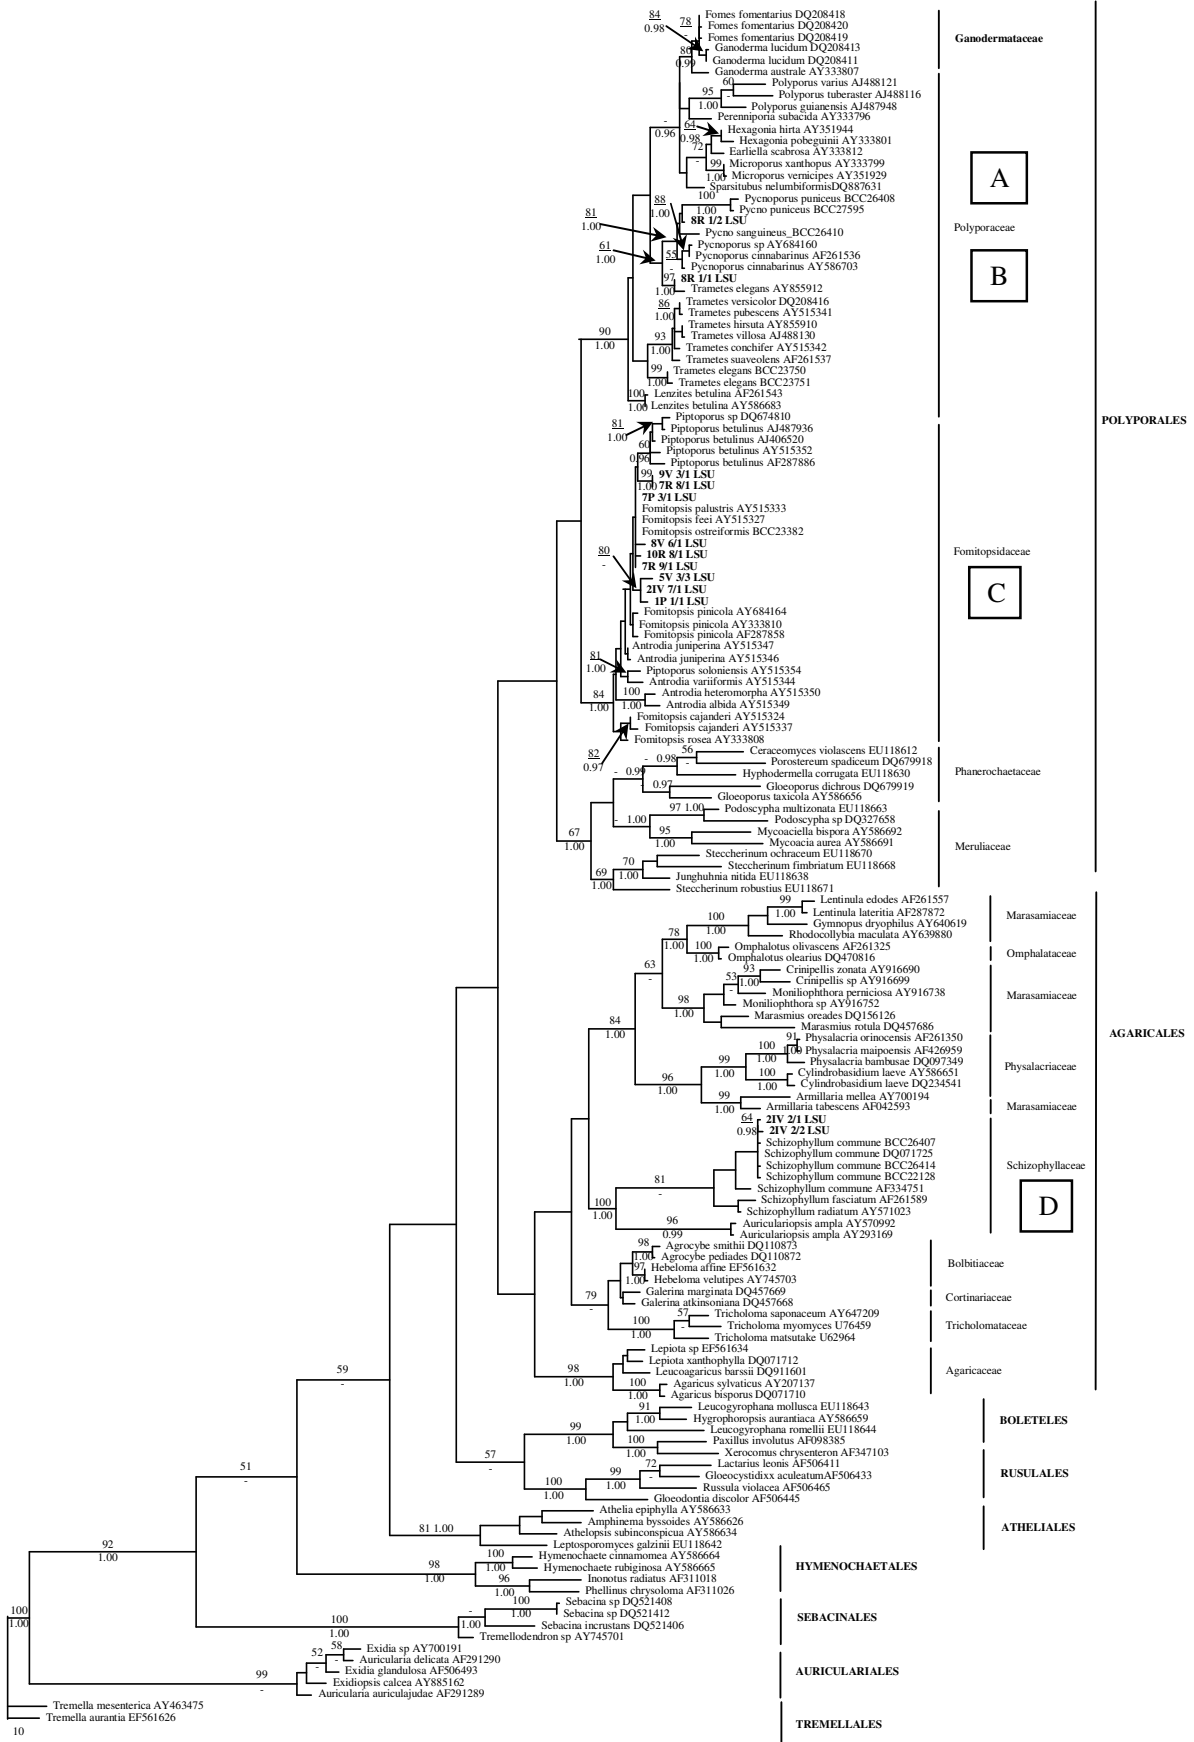 Fomes fomentarius DQ208418
Fomes fomentarius DQ208420
Fomes fomentarius DQ208419
Ganoderma lucidum DQ208413
Ganoderma lucidum DQ208411
Ganoderma australe AY333807
Ganodermataceae
Polyporus varius AJ488121
Polyporus tuberaster AJ488116
Polyporus guianensis AJ487948
Perenniporia subacida AY333796
Hexagonia hirta AY351944
Hexagonia pobeguinii AY333801
Earliella scabrosa AY333812
Microporus xanthopus AY333799
Microporus vernicipes AY351929
Sparsitubus nelumbiformisDQ887631
A
Pycnoporus puniceus BCC26408
Pycno puniceus BCC27595
8R 1/2 LSU
Pycno sanguineus_BCC26410
Polyporaceae
Pycnoporus sp AY684160
Pycnoporus cinnabarinus AF261536
Pycnoporus cinnabarinus AY586703
8R 1/1 LSU
B
Trametes elegans AY855912
Trametes versicolor DQ208416
Trametes pubescens AY515341
Trametes hirsuta AY855910
Trametes villosa AJ488130
Trametes conchifer AY515342
Trametes suaveolens AF261537
Trametes elegans BCC23750
Trametes elegans BCC23751
Lenzites betulina AF261543
Lenzites betulina AY586683
Piptoporus sp DQ674810
POLYPORALES
Piptoporus betulinus AJ487936
Piptoporus betulinus AJ406520
Piptoporus betulinus AY515352
Piptoporus betulinus AF287886
9V 3/1 LSU
7R 8/1 LSU
7P 3/1 LSU
Fomitopsis palustris AY515333
Fomitopsis feei AY515327
Fomitopsis ostreiformis BCC23382
8V 6/1 LSU
10R 8/1 LSU
Fomitopsidaceae
7R 9/1 LSU
5V 3/3 LSU
2IV 7/1 LSU
C
1P 1/1 LSU
Fomitopsis pinicola AY684164
Fomitopsis pinicola AY333810
Fomitopsis pinicola AF287858
Antrodia juniperina AY515347
Antrodia juniperina AY515346
Piptoporus soloniensis AY515354
Antrodia variiformis AY515344
Antrodia heteromorpha AY515350
Antrodia albida AY515349
Fomitopsis cajanderi AY515324
Fomitopsis cajanderi AY515337
Fomitopsis rosea AY333808
Ceraceomyces violascens EU118612
Porostereum spadiceum DQ679918
Hyphodermella corrugata EU118630
Phanerochaetaceae
Gloeoporus dichrous DQ679919
Gloeoporus taxicola AY586656
Podoscypha multizonata EU118663
Podoscypha sp DQ327658
Mycoaciella bispora AY586692
Mycoacia aurea AY586691
Meruliaceae
Steccherinum ochraceum EU118670
Steccherinum fimbriatum EU118668
Junghuhnia nitida EU118638
Steccherinum robustius EU118671
Lentinula edodes AF261557
Lentinula lateritia AF287872
Marasamiaceae
Gymnopus dryophilus AY640619
Rhodocollybia maculata AY639880
Omphalotus olivascens AF261325
Omphalotus olearius DQ470816
Omphalataceae
Crinipellis zonata AY916690
Crinipellis sp AY916699
Moniliophthora perniciosa AY916738
Marasamiaceae
Moniliophthora sp AY916752
Marasmius oreades DQ156126
Marasmius rotula DQ457686
AGARICALES
Physalacria orinocensis AF261350
Physalacria maipoensis AF426959
Physalacria bambusae DQ097349
Physalacriaceae
Cylindrobasidium laeve AY586651
Cylindrobasidium laeve DQ234541
Armillaria mellea AY700194
Armillaria tabescens AF042593
Marasamiaceae
2IV 2/1 LSU
2IV 2/2 LSU
Schizophyllum commune BCC26407
Schizophyllum commune DQ071725
Schizophyllum commune BCC26414
Schizophyllaceae
Schizophyllum commune BCC22128
Schizophyllum commune AF334751
Schizophyllum fasciatum AF261589
Schizophyllum radiatum AY571023
D
Auriculariopsis ampla AY570992
Auriculariopsis ampla AY293169
Agrocybe smithii DQ110873
Agrocybe pediades DQ110872
Bolbitiaceae
Hebeloma affine EF561632
Hebeloma velutipes AY745703
Galerina marginata DQ457669
Cortinariaceae
Galerina atkinsoniana DQ457668
Tricholoma saponaceum AY647209
Tricholoma myomyces U76459
Tricholomataceae
Tricholoma matsutake U62964
Lepiota sp EF561634
Lepiota xanthophylla DQ071712
Agaricaceae
Leucoagaricus barssii DQ911601
Agaricus sylvaticus AY207137
Agaricus bisporus DQ071710
Leucogyrophana mollusca EU118643
Hygrophoropsis aurantiaca AY586659
BOLETELES
Leucogyrophana romellii EU118644
Paxillus involutus AF098385
Xerocomus chrysenteron AF347103
Lactarius leonis AF506411
RUSULALES
Gloeocystidixx aculeatumAF506433
Russula violacea AF506465
Gloeodontia discolor AF506445
Athelia epiphylla AY586633
Amphinema byssoides AY586626
ATHELIALES
Athelopsis subinconspicua AY586634
Leptosporomyces galzinii EU118642
Hymenochaete cinnamomea AY586664
Hymenochaete rubiginosa AY586665
HYMENOCHAETALES
Inonotus radiatus AF311018
Phellinus chrysoloma AF311026
Sebacina sp DQ521408
Sebacina sp DQ521412
SEBACINALES
Sebacina incrustans DQ521406
Tremellodendron sp AY745701
Exidia sp AY700191
Auricularia delicata AF291290
Exidia glandulosa AF506493
AURICULARIALES
Exidiopsis calcea AY885162
Auricularia auriculajudae AF291289
Tremella mesenterica AY463475
Tremella aurantia EF561626
TREMELLALES
10